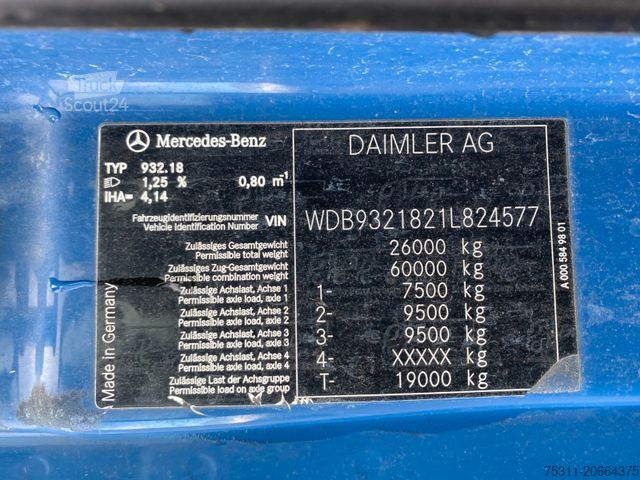 Truck
Scout24
Mercedes-Benz
DAIMLER AG
TYP 932.18
1,25 % 0,80 m-1
IHA= 4,14
Fahrzeugidentifizierungsnummer
Vehicle Identification Number
VIN
WDB9321821L824577
Zulässiges Gesamtgewicht
Permissible total weight
26000 kg
Zulässiges Zug-Gesamtgewicht
Permissible combination weight
60000 kg
Zulässige Achslast, Achse 1
Permissible axle load, axle 1
1- 7500 kg
Zulässige Achslast, Achse 2
Permissible axle load, axle 2
2- 9500 kg
Zulässige Achslast, Achse 3
Permissible axle load, axle 3
3- 9500 kg
Zulässige Achslast, Achse 4
Permissible axle load, axle 4
4- XXXXX kg
Zulässige Last der Achsgruppe
Permissible load on axle group
T- 19000 kg
Made in Germany
A 000 584 98 01
75311-20664375